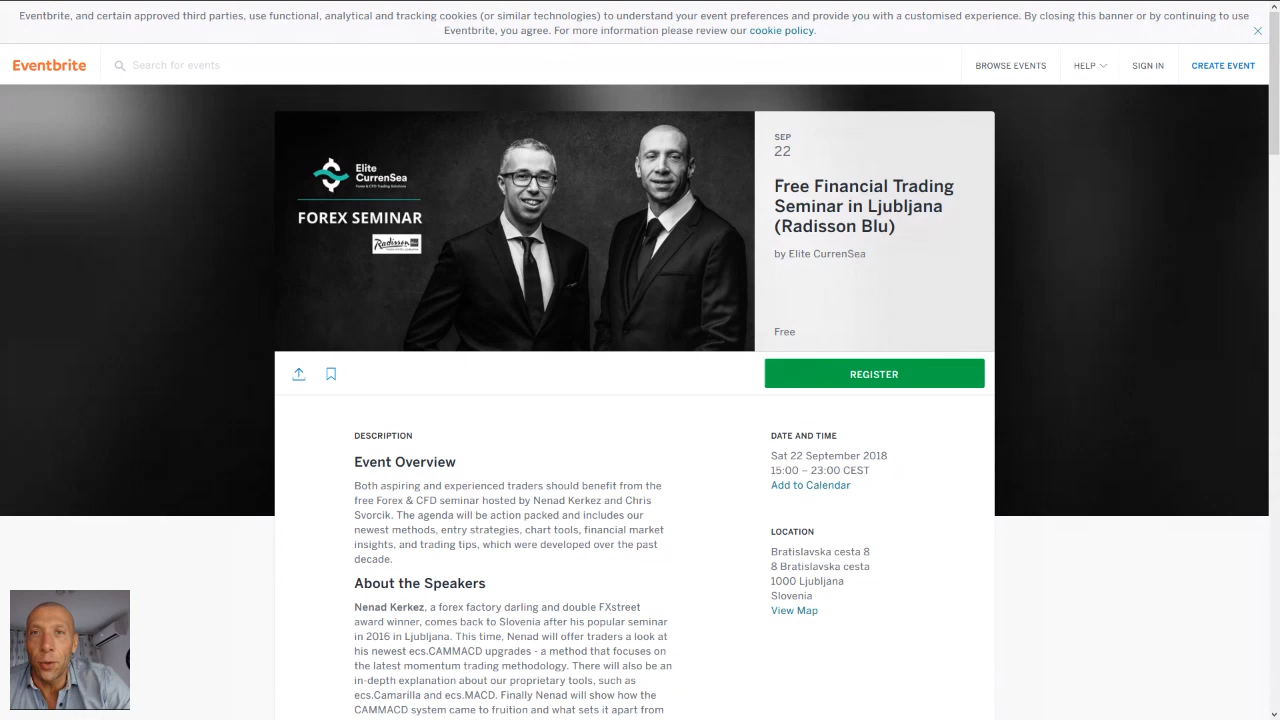 Eventbrite, and certain approved third parties, use functional, analytical and tracking cookies (or similar technologies) to understand your event preferences and provide you with a customised experience. By closing this banner or by continuing to use
Eventbrite, you agree. For more information please review our cookie policy.
Eventbrite
Search for events
BROWSE EVENTS
HELP
SIGN IN
CREATE EVENT
Elite
CurrenSea
Forex & CFD Trading Solutions
FOREX SEMINAR
Radisson
SEP
22
Free Financial Trading
Seminar in Ljubljana
(Radisson Blu)
by Elite CurrenSea
Free
REGISTER
DESCRIPTION
Event Overview
Both aspiring and experienced traders should benefit from the
free Forex & CFD seminar hosted by Nenad Kerkez and Chris
Svorcik. The agenda will be action packed and includes our
newest methods, entry strategies, chart tools, financial market
insights, and trading tips, which were developed over the past
decade.
About the Speakers
Nenad Kerkez, a forex factory darling and double FXstreet
award winner, comes back to Slovenia after his popular seminar
in 2016 in Ljubljana. This time, Nenad will offer traders a look at
his newest ecs.CAMMACD upgrades - a method that focuses on
the latest momentum trading methodology. There will also be an
in-depth explanation about our proprietary tools, such as
ecs.Camarilla and ecs.MACD. Finally Nenad will show how the
CAMMACD system came to fruition and what sets it apart from
DATE AND TIME
Sat 22 September 2018
15:00 – 23:00 CEST
Add to Calendar
LOCATION
Bratislavska cesta 8
8 Bratislavska cesta
1000 Ljubljana
Slovenia
View Map